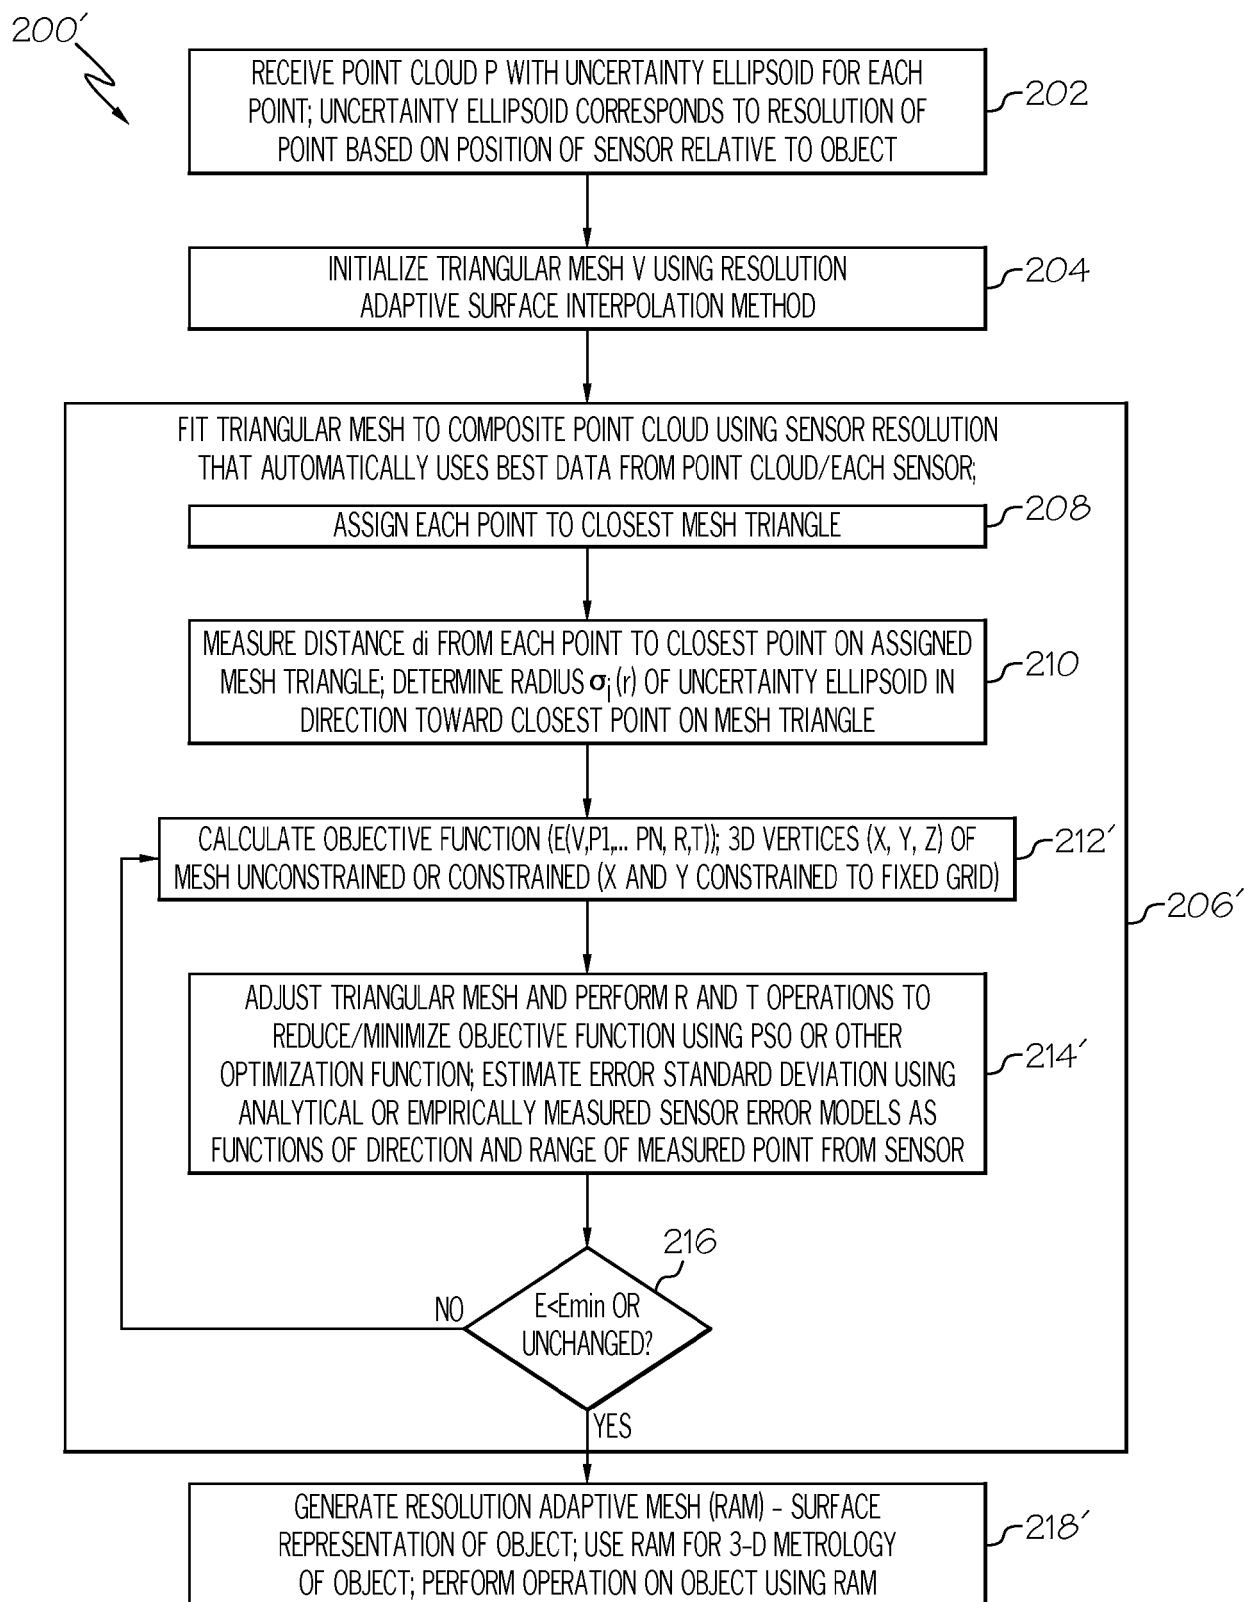 200′
RECEIVE POINT CLOUD P WITH UNCERTAINTY ELLIPSOID FOR EACH
POINT; UNCERTAINTY ELLIPSOID CORRESPONDS TO RESOLUTION OF
POINT BASED ON POSITION OF SENSOR RELATIVE TO OBJECT
202
INITIALIZE TRIANGULAR MESH V USING RESOLUTION
ADAPTIVE SURFACE INTERPOLATION METHOD
204
FIT TRIANGULAR MESH TO COMPOSITE POINT CLOUD USING SENSOR RESOLUTION
THAT AUTOMATICALLY USES BEST DATA FROM POINT CLOUD/EACH SENSOR;
ASSIGN EACH POINT TO CLOSEST MESH TRIANGLE
208
MEASURE DISTANCE di FROM EACH POINT TO CLOSEST POINT ON ASSIGNED
MESH TRIANGLE; DETERMINE RADIUS σi(r) OF UNCERTAINTY ELLIPSOID IN
DIRECTION TOWARD CLOSEST POINT ON MESH TRIANGLE
210
CALCULATE OBJECTIVE FUNCTION (E(V,P1,... PN, R,T)); 3D VERTICES (X, Y, Z) OF
MESH UNCONSTRAINED OR CONSTRAINED (X AND Y CONSTRAINED TO FIXED GRID)
212′
206′
ADJUST TRIANGULAR MESH AND PERFORM R AND T OPERATIONS TO
REDUCE/MINIMIZE OBJECTIVE FUNCTION USING PSO OR OTHER
OPTIMIZATION FUNCTION; ESTIMATE ERROR STANDARD DEVIATION USING
ANALYTICAL OR EMPIRICALLY MEASURED SENSOR ERROR MODELS AS
FUNCTIONS OF DIRECTION AND RANGE OF MEASURED POINT FROM SENSOR
214′
216
E<Emin OR
UNCHANGED?
NO
YES
GENERATE RESOLUTION ADAPTIVE MESH (RAM) - SURFACE
REPRESENTATION OF OBJECT; USE RAM FOR 3-D METROLOGY
OF OBJECT; PERFORM OPERATION ON OBJECT USING RAM
218′